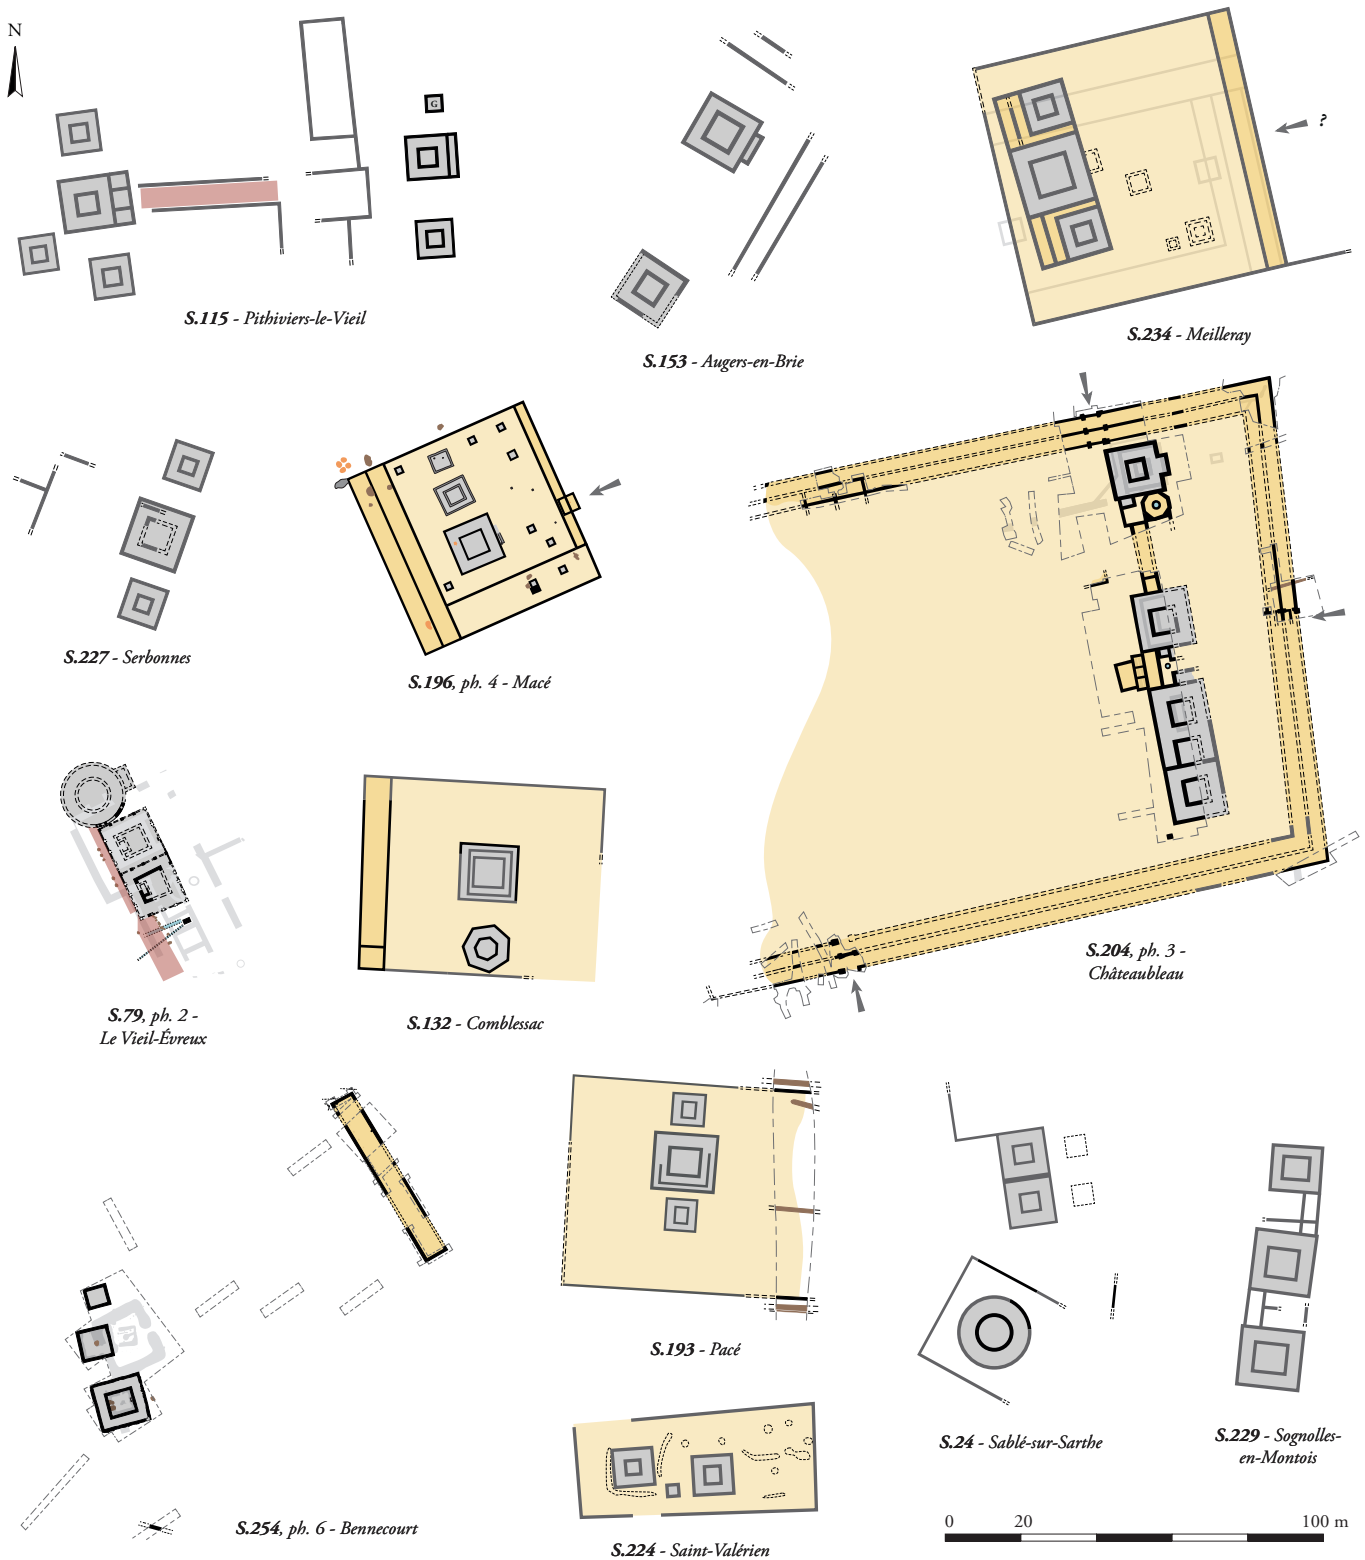 N
G
S.115 - Pithiviers-le-Vieil
S.153 - Augers-en-Brie
?
S.234 - Meilleray
S.227 - Serbonnes
S.196, ph. 4 - Macé
S.204, ph. 3 -
Châteaubleau
S.79, ph. 2 -
Le Vieil-Évreux
S.132 - Comblessac
S.193 - Pacé
S.24 - Sablé-sur-Sarthe
S.229 - Sognolles-
en-Montois
S.254, ph. 6 - Bennecourt
S.224 - Saint-Valérien
0 20 100 m